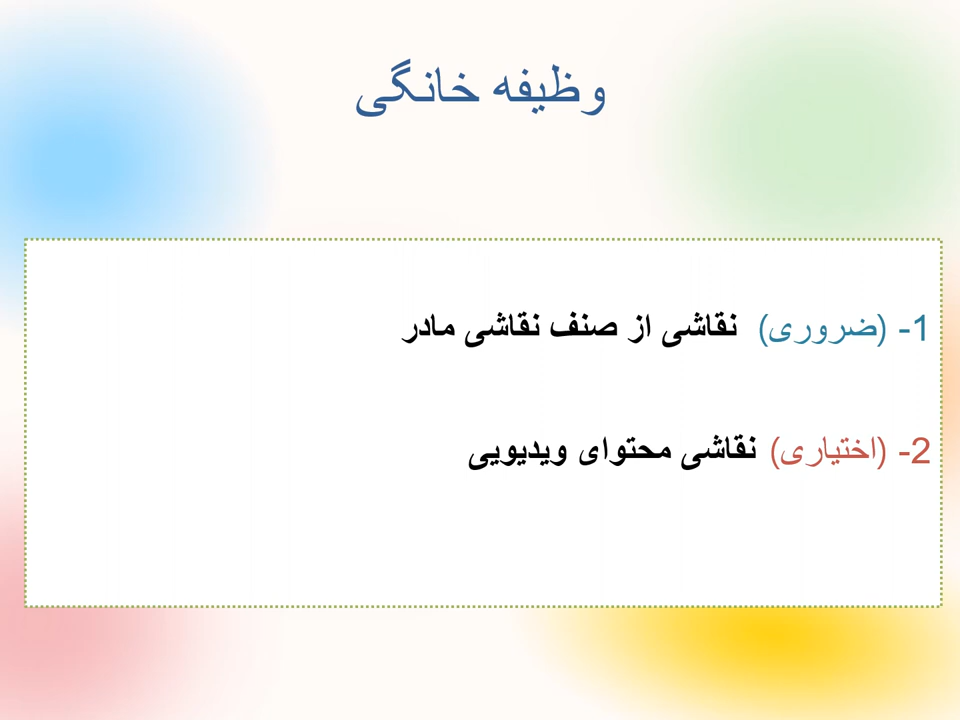 وظیفه خانگی
1- (ضروری) نقاشی از صنف نقاشی مادر
2- (اختیاری) نقاشی محتوای ویدیویی